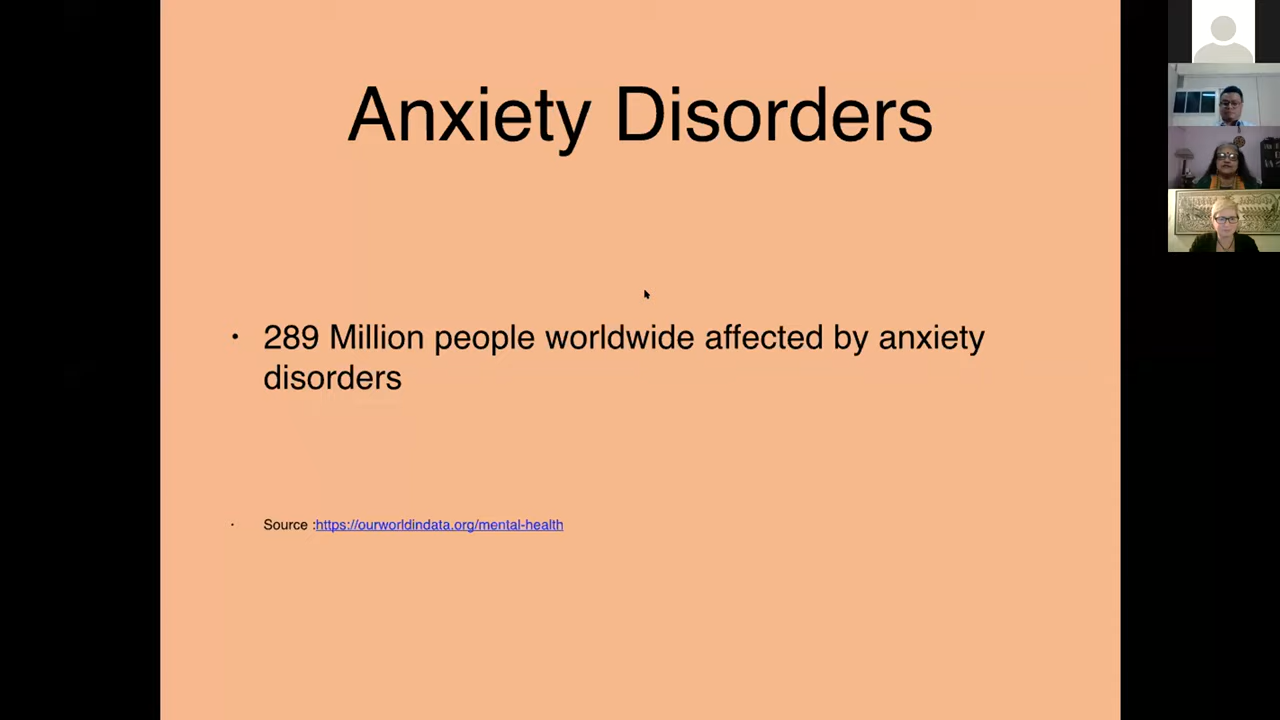 Anxiety Disorders
• 289 Million people worldwide affected by anxiety
disorders
• Source :https://ourworldindata.org/mental-health